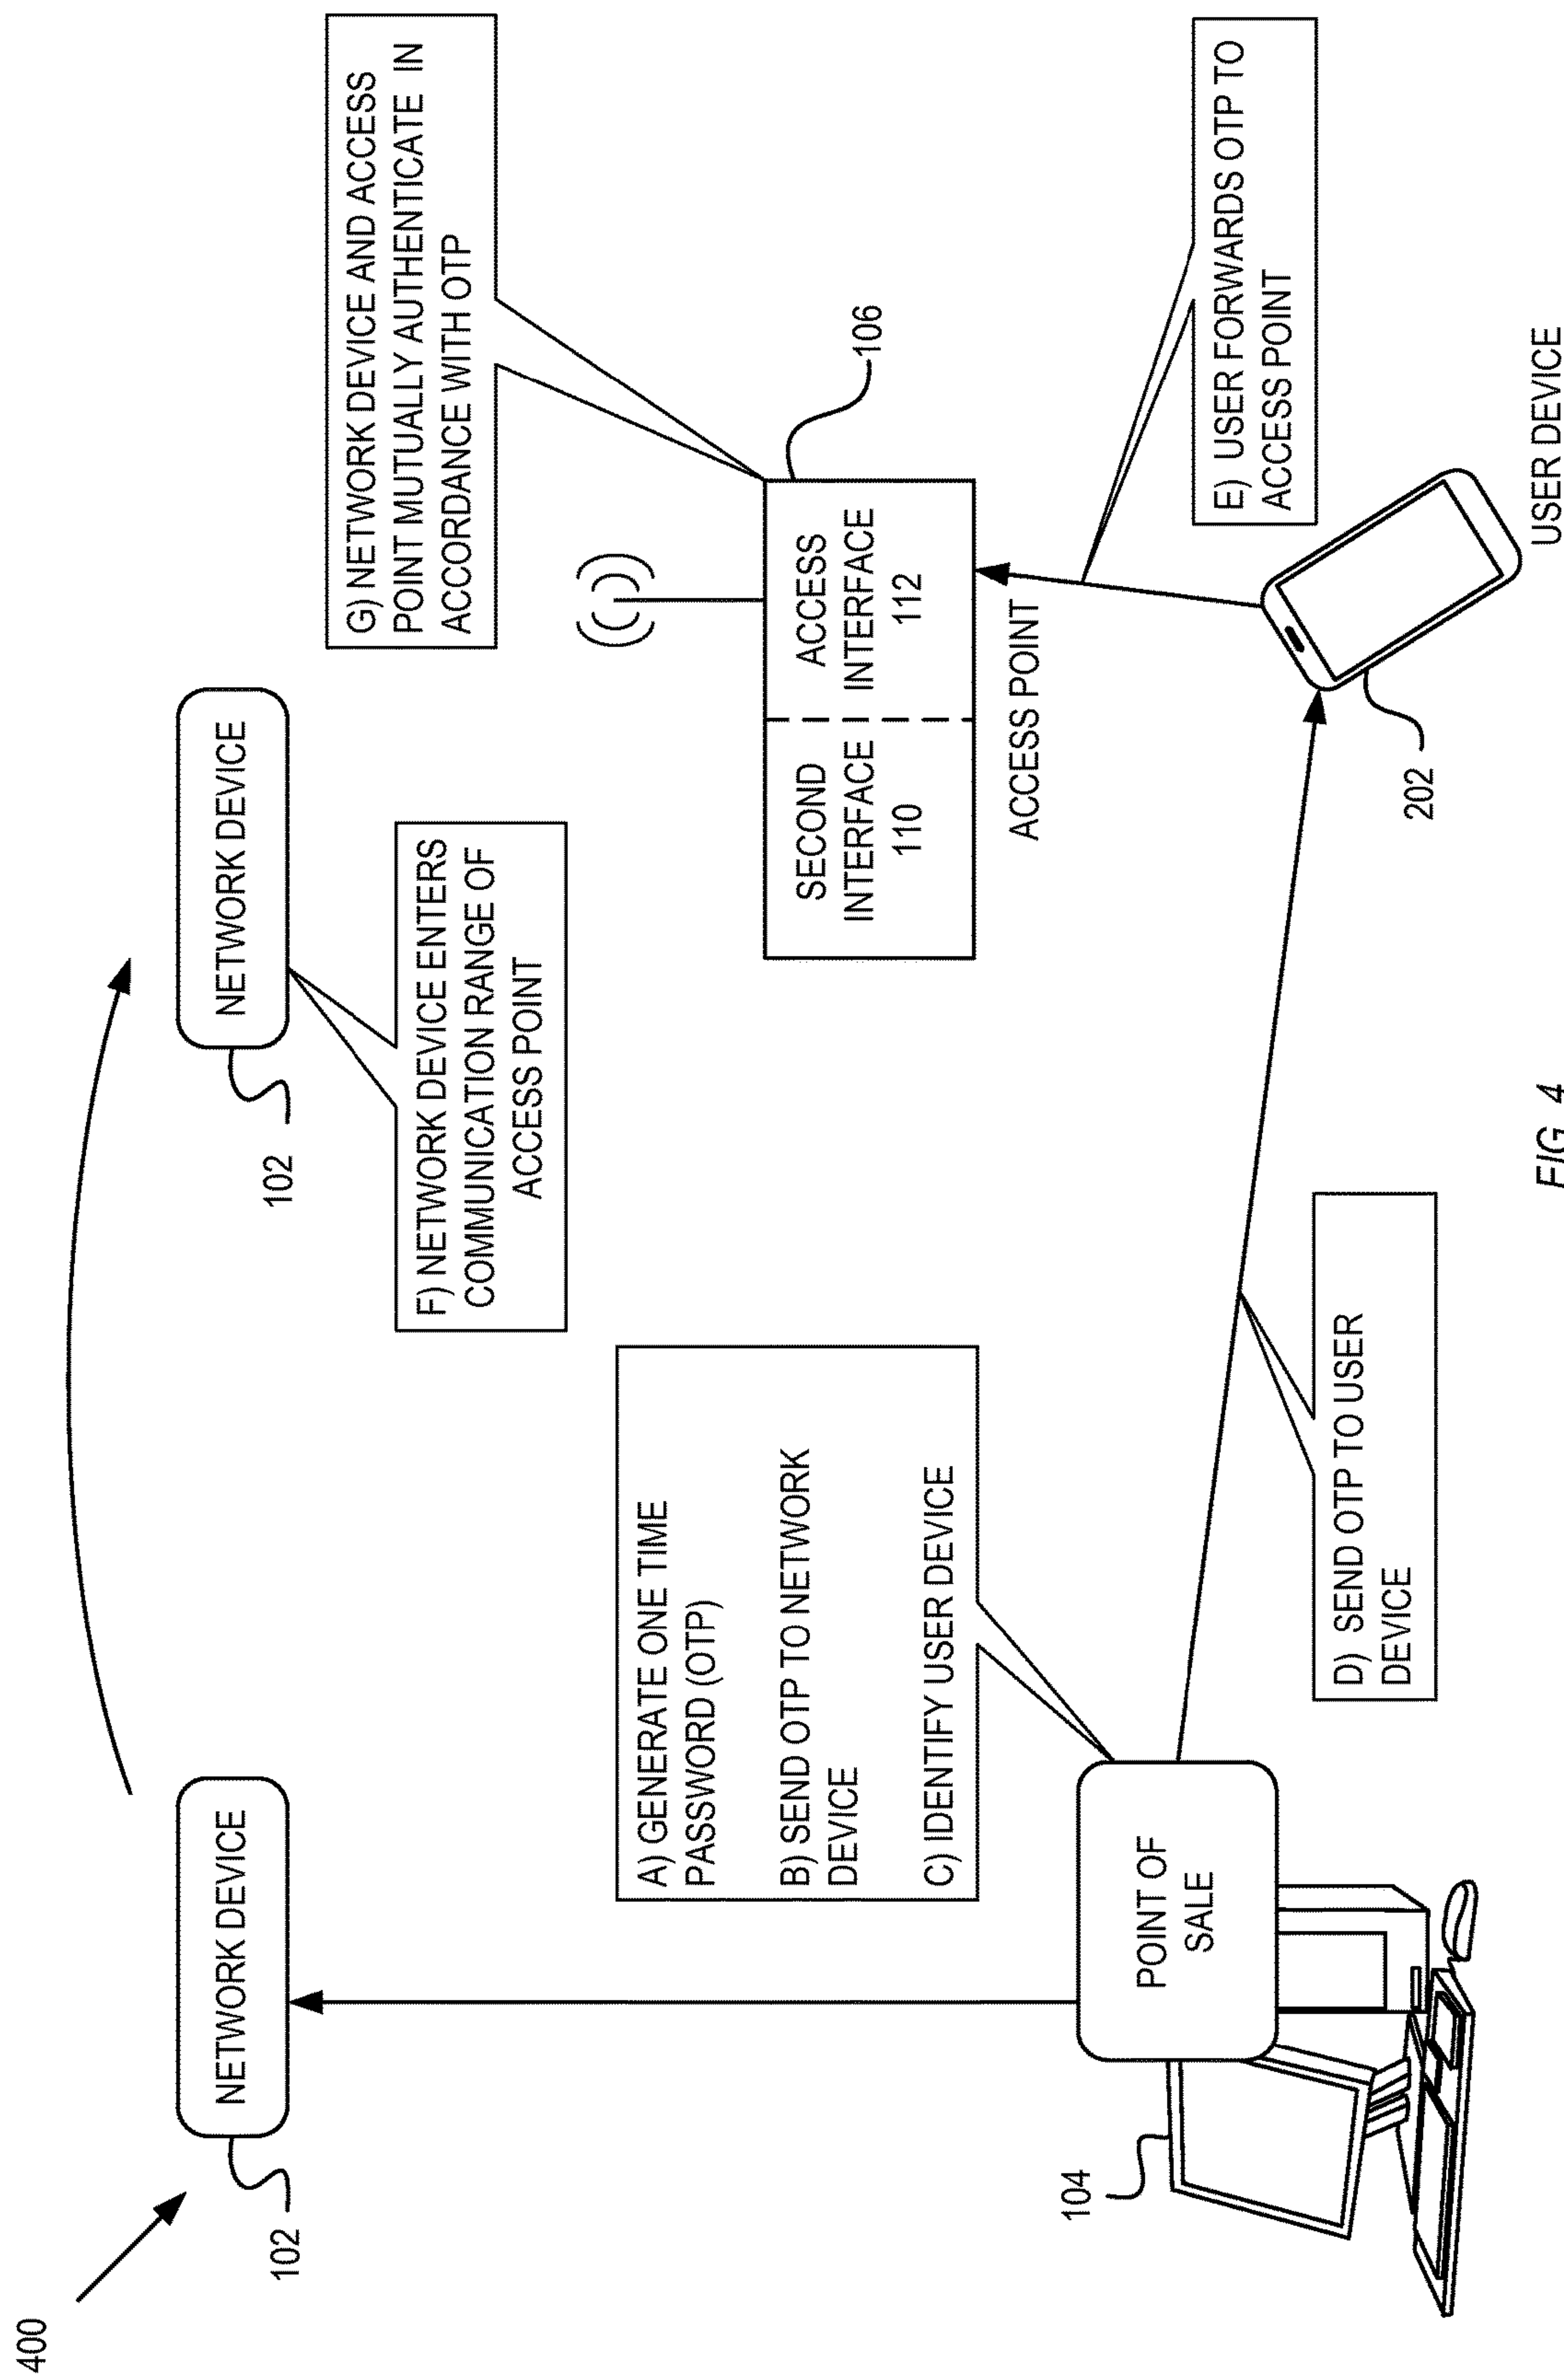 400
102
NETWORK DEVICE
102
NETWORK DEVICE
F) NETWORK DEVICE ENTERS
COMMUNICATION RANGE OF
ACCESS POINT
G) NETWORK DEVICE AND ACCESS
POINT MUTUALLY AUTHENTICATE IN
ACCORDANCE WITH OTP
A) GENERATE ONE TIME
PASSWORD (OTP)
B) SEND OTP TO NETWORK
DEVICE
C) IDENTIFY USER DEVICE
SECOND
INTERFACE
110
ACCESS
INTERFACE
112
106
ACCESS POINT
104
POINT OF
SALE
D) SEND OTP TO USER
DEVICE
E) USER FORWARDS OTP TO
ACCESS POINT
202
USER DEVICE
FIG. 4